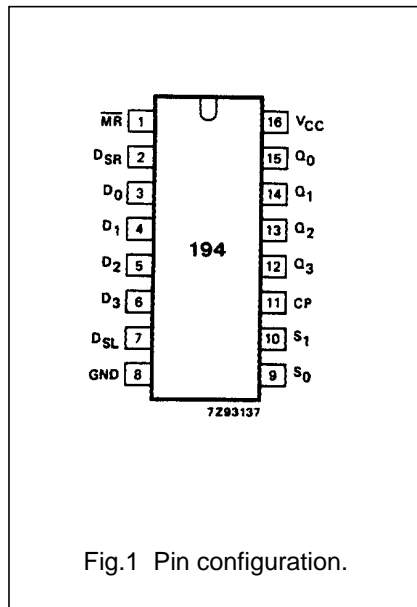 M̅R̅ 1 16 VCC
DSR 2 15 Q0
D0 3 14 Q1
D1 4 13 Q2
194
D2 5 12 Q3
D3 6 11 CP
DSL 7 10 S1
GND 8 9 S0
7Z93137
Fig.1 Pin configuration.